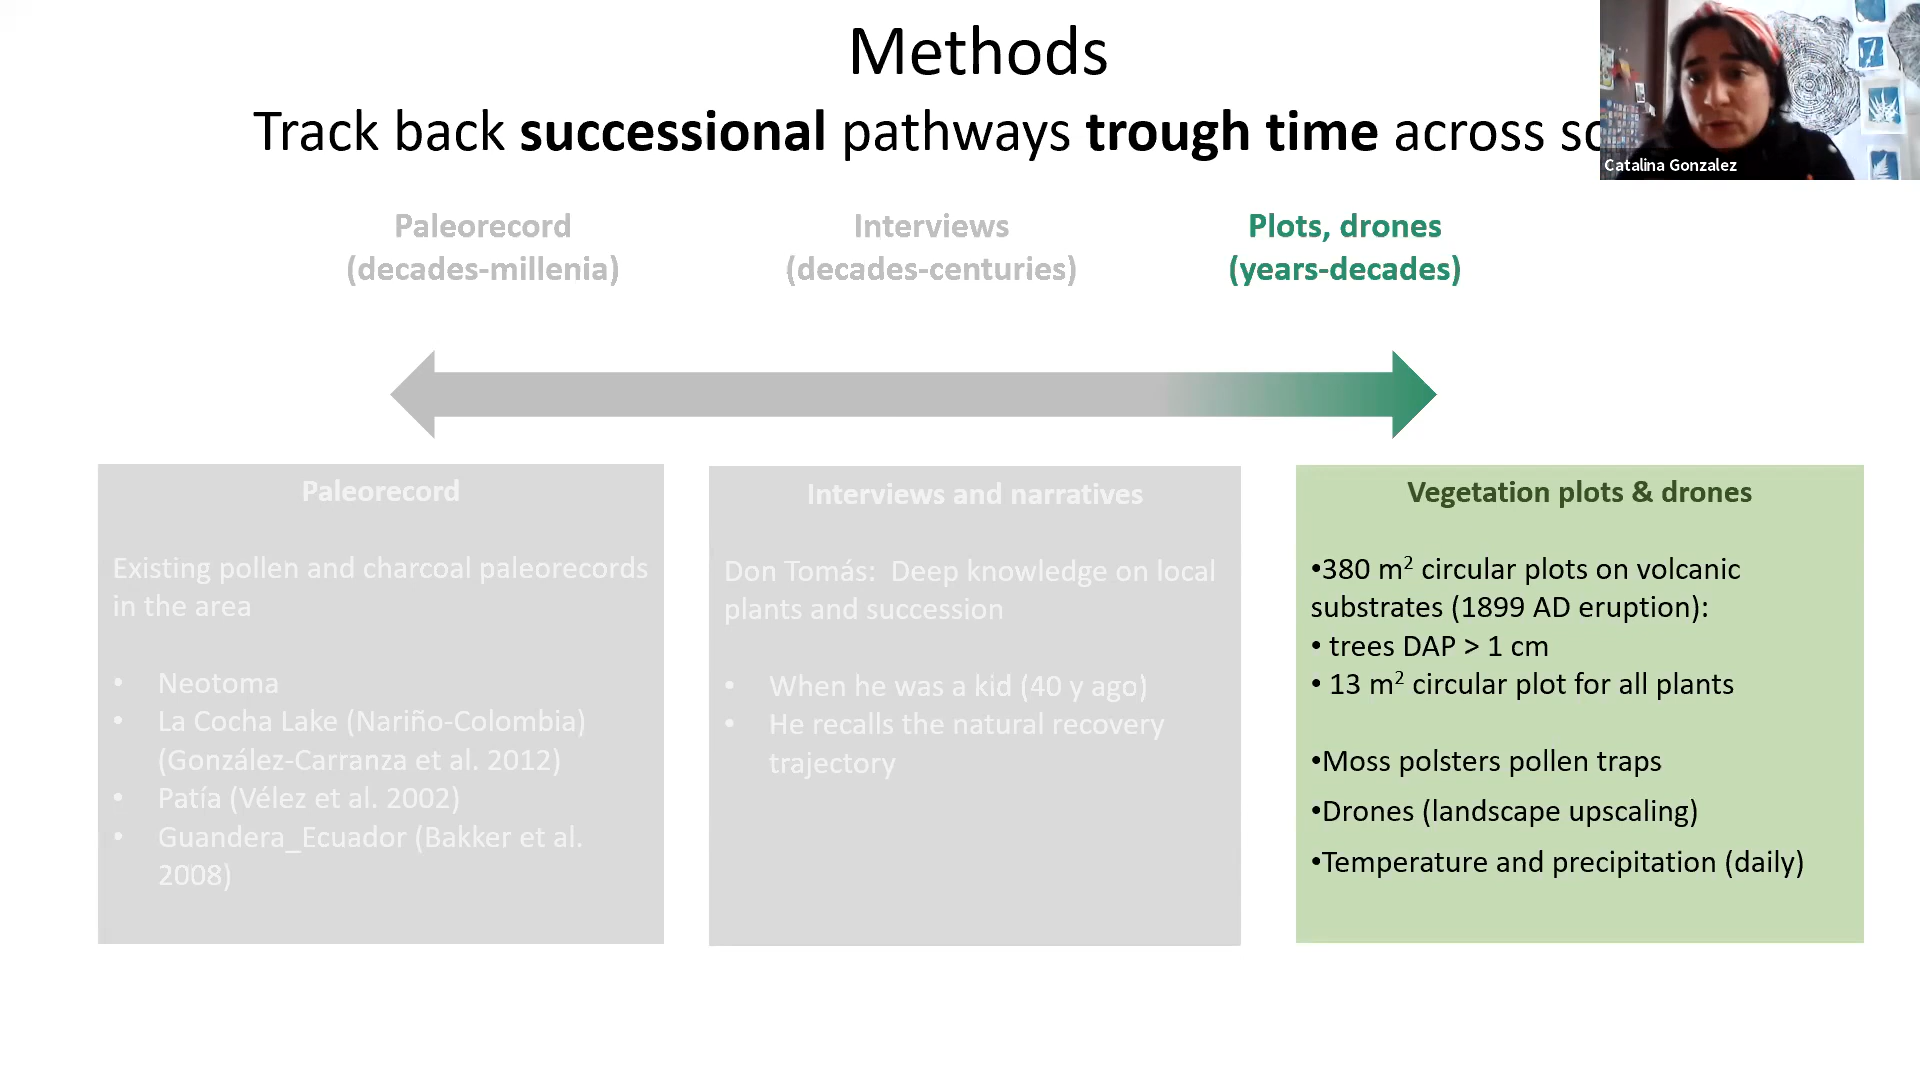 Methods
Track back successional pathways trough time across
Catalina Gonzalez
Paleorecord
(decades-millenia)
Interviews
(decades-centuries)
Plots, drones
(years-decades)
Paleorecord
Existing pollen and charcoal paleorecords
in the area
• Neotoma
• La Cocha Lake (Nariño-Colombia)
(González-Carranza et al. 2012)
• Patía (Vélez et al. 2002)
• Guandera_Ecuador (Bakker et al.
2008)
Interviews and narratives
Don Tomás: Deep knowledge on local
plants and succession
• When he was a kid (40 y ago)
• He recalls the natural recovery
trajectory
Vegetation plots & drones
•380 m² circular plots on volcanic
substrates (1899 AD eruption):
• trees DAP > 1 cm
• 13 m² circular plot for all plants
•Moss polsters pollen traps
•Drones (landscape upscaling)
•Temperature and precipitation (daily)